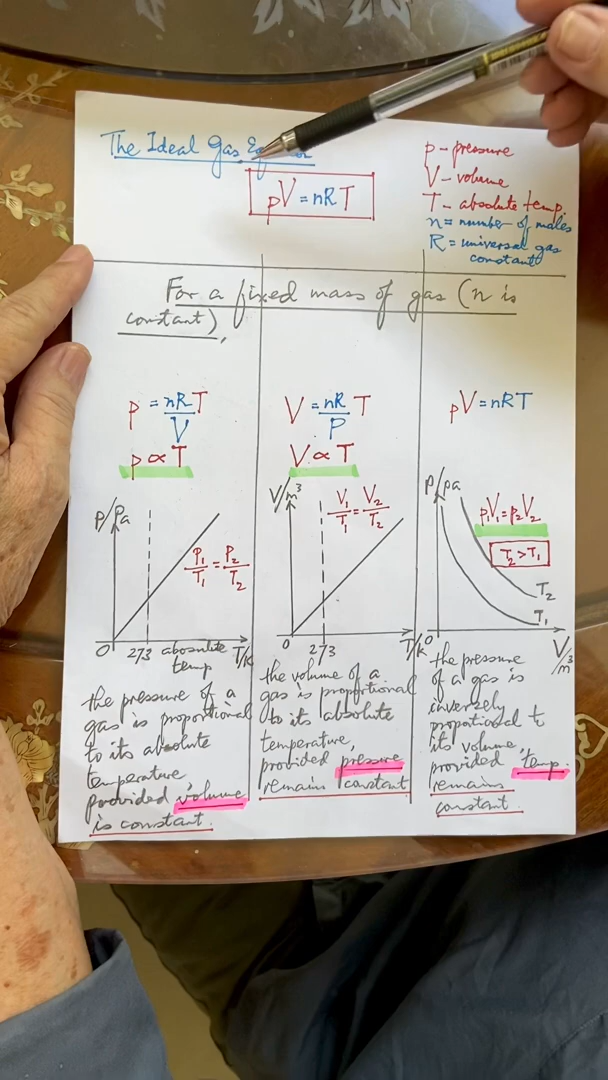 The Ideal Gas
pV = nRT
p - pressure
V - volume
T - absolute temp.
n = number of moles
R = universal gas
constant
For a fixed mass of gas (n is
constant),
p = nR/V T
p ∝ T
P/Pa
P₁/T₁ = P₂/T₂
0 273 absolute
temp T/K
the pressure of a
gas is proportional
to its absolute
temperature
provided volume
is constant.
V = nR/P T
V ∝ T
V/m³
V₁/T₁ = V₂/T₂
0 273 T/K
the volume of a
gas is proportional
to its absolute
temperature,
provided pressure
remains constant
pV = nRT
P/Pa
pV₁ = p₂V₂
T₂ > T₁
T₂
T₁
0 V/m³
the pressure
of a gas is
inversely
proportional to
its volume,
provided temp.
remains
constant.